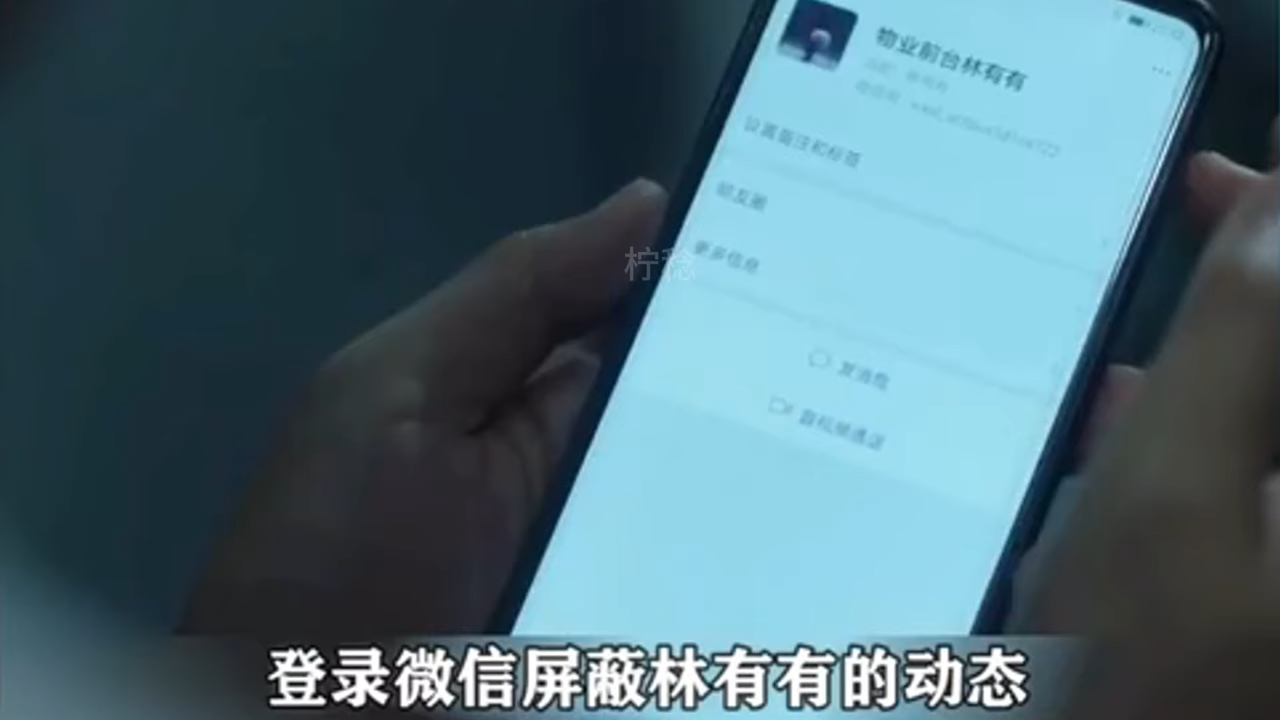 物业前台林有有
设置备注和标签
朋友圈
更多信息
发消息
音视频通话
柠
登录微信屏蔽林有有的动态